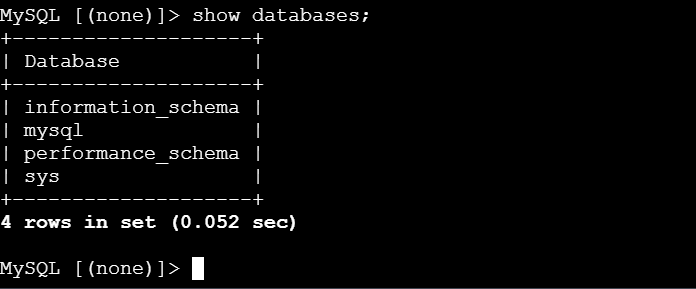 MySQL [(none)]> show databases;
+--------------------+
| Database           |
+--------------------+
| information_schema |
| mysql              |
| performance_schema |
| sys                |
+--------------------+
4 rows in set (0.052 sec)
MySQL [(none)]>